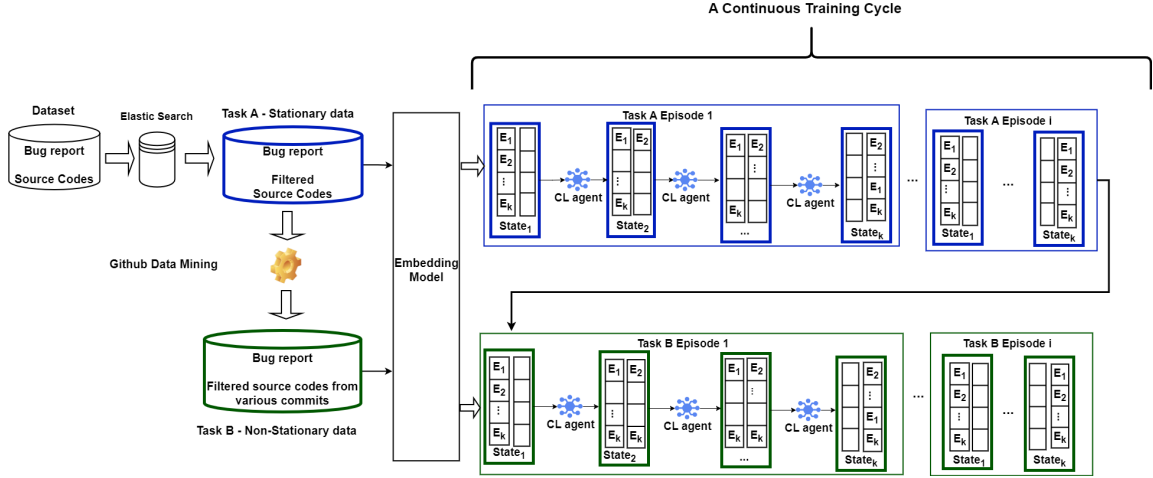 A Continuous Training Cycle
Dataset
Bug report
Source Codes
Elastic Search
Task A - Stationary data
Bug report
Filtered
Source Codes
Github Data Mining
Bug report
Filtered source codes from
various commits
Task B - Non-Stationary data
Embedding
Model
Task A Episode 1
E1
E2
...
Ek
State1
CL agent
E1 E2
...
Ek
State2
CL agent
E1 E2
...
Ek
...
CL agent
E2
...
E1
Ek
Statek
...
Task A Episode i
E1
E2
...
Ek
State1
...
E1
E2
...
Ek
Statek
Task B Episode 1
E1
E2
...
Ek
State1
CL agent
E1 E2
...
Ek Ek
State2
CL agent
E1 E2
...
Ek Ek
...
CL agent
E2
...
E1
Ek
Statek
...
Task B Episode i
E1
E2
...
State1
...
E1
E2
...
Ek
Statek